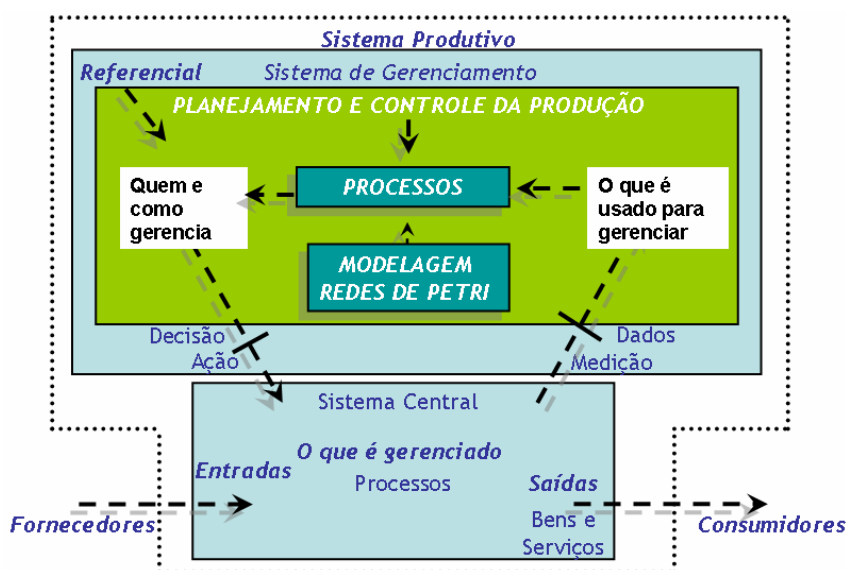 Sistema Produtivo
Referencial
Sistema de Gerenciamento
PLANEJAMENTO E CONTROLE DA PRODUÇÃO
Quem e
como
gerencia
PROCESSOS
O que é
usado para
gerenciar
MODELAGEM
REDES DE PETRI
Decisão
Ação
Dados
Medição
Sistema Central
O que é gerenciado
Processos
Entradas
Saídas
Bens e
Serviços
Fornecedores
Consumidores